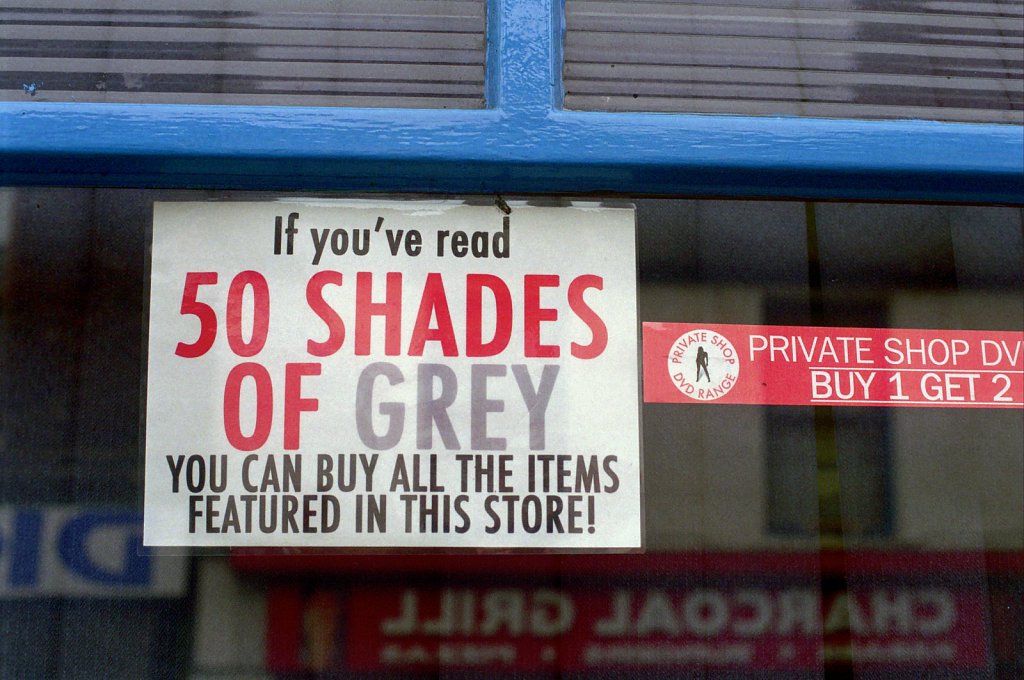 If you've read
50 SHADES
OF GREY
YOU CAN BUY ALL THE ITEMS
FEATURED IN THIS STORE!
PRIVATE SHOP
DVD RANGE
PRIVATE SHOP DV
BUY 1 GET 2
CHARCOAL GRILL